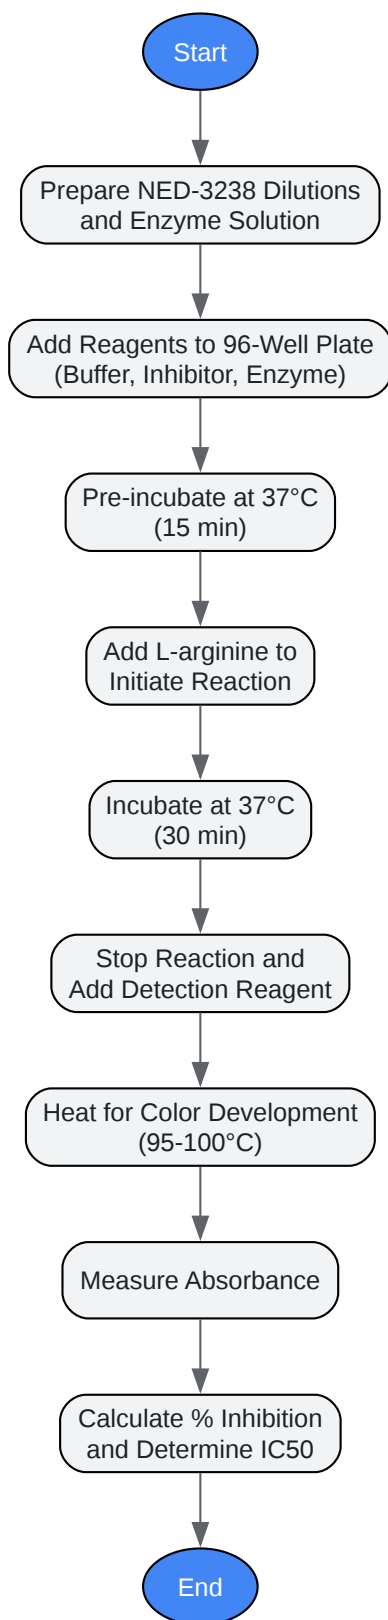 Start
Prepare NED-3238 Dilutions
and Enzyme Solution
Add Reagents to 96-Well Plate
(Buffer, Inhibitor, Enzyme)
Pre-incubate at 37°C
(15 min)
Add L-arginine to
Initiate Reaction
Incubate at 37°C
(30 min)
Stop Reaction and
Add Detection Reagent
Heat for Color Development
(95-100°C)
Measure Absorbance
Calculate % Inhibition
and Determine IC50
End